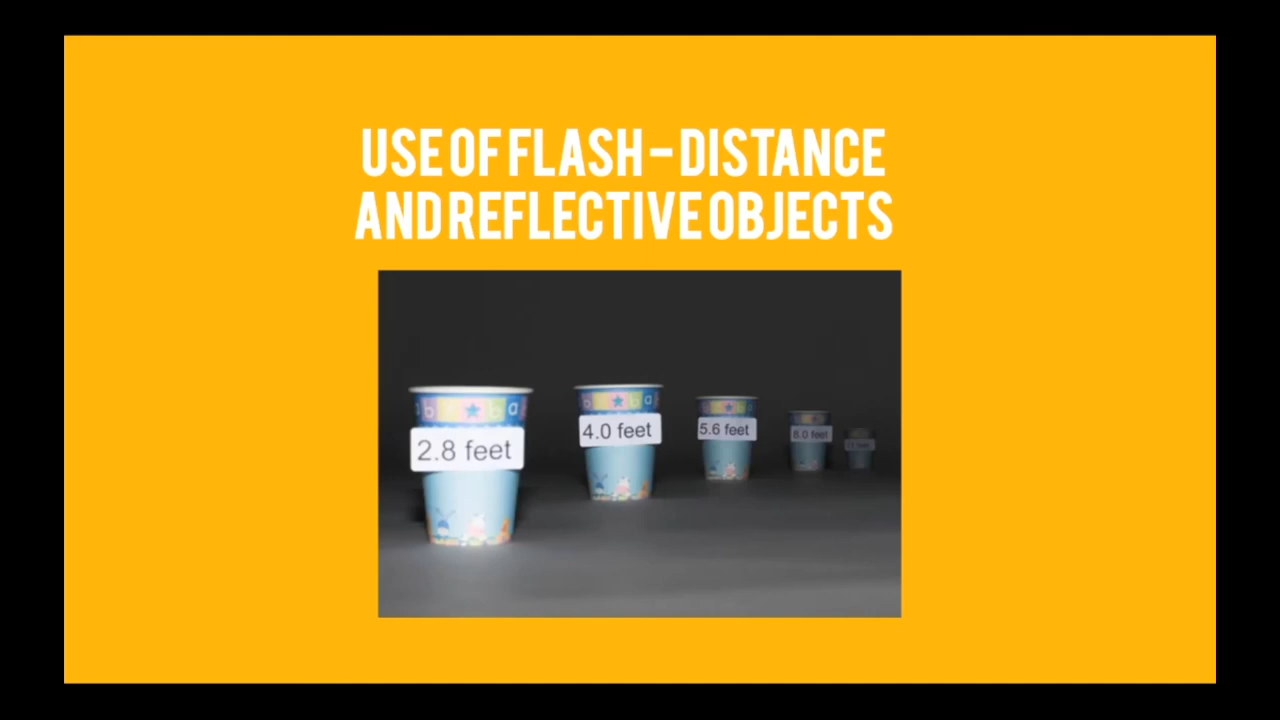 USE OF FLASH – DISTANCE
AND REFLECTIVE OBJECTS
2.8 feet
4.0 feet
5.6 feet
8.0 feet